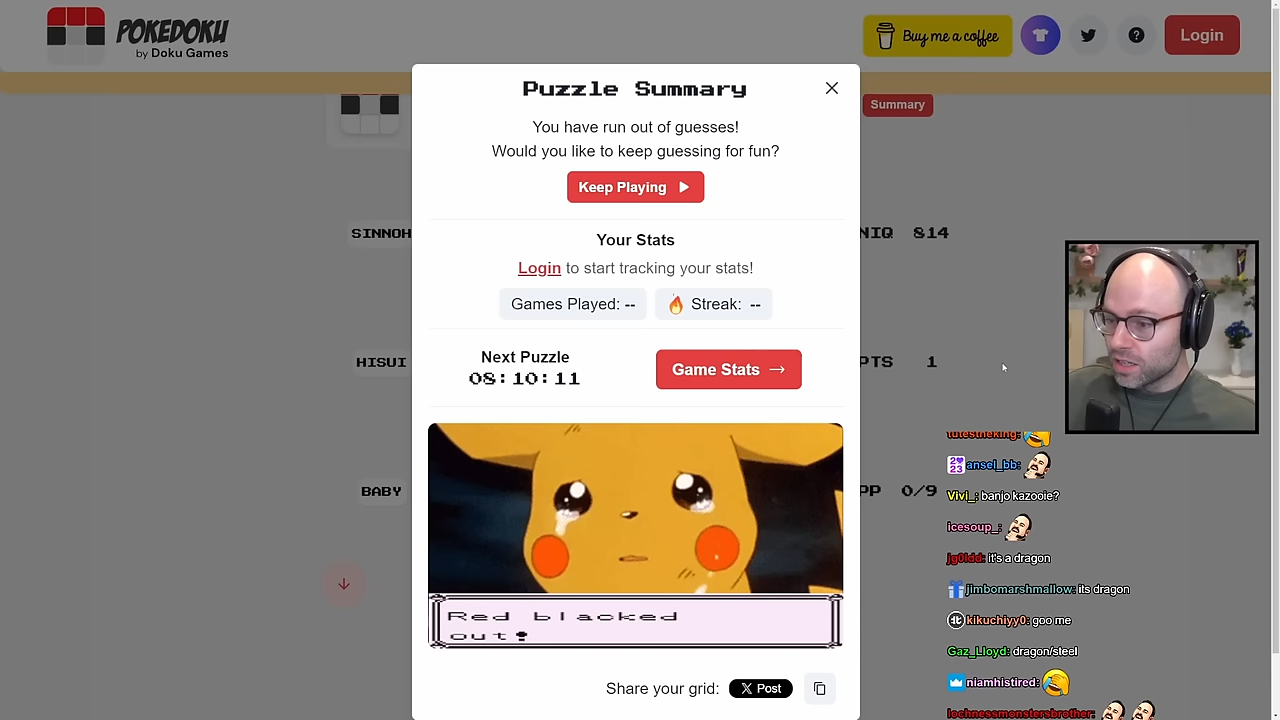 POKEDOKU
by Doku Games
Buy me a coffee
Login
Puzzle Summary
You have run out of guesses!
Would you like to keep guessing for fun?
Keep Playing
Summary
Your Stats
Login to start tracking your stats!
Games Played: --
Streak: --
Next Puzzle
08:10:11
Game Stats →
SINNOH
HISUI
BABY
NIQ 814
PTS 1
PP 0/9
Red blacked
out!
Share your grid:
Post
tutestheking:
2023 ansel_bb:
Vivi_: banjo kazooie?
icesoup_:
jg0ldd: it's a dragon
jimbomarshmallow: its dragon
kikuchiyy0: goo me
Gaz_Lloyd: dragon/steel
niamhistired:
lochnessmonstersbrother: